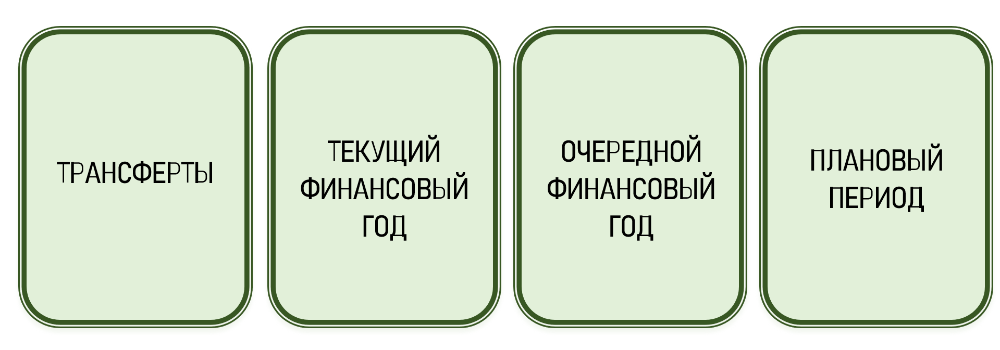 ТРАНСФЕРТЫ
ТЕКУЩИЙ
ФИНАНСОВЫЙ
ГОД
ОЧЕРЕДНОЙ
ФИНАНСОВЫЙ
ГОД
ПЛАНОВЫЙ
ПЕРИОД